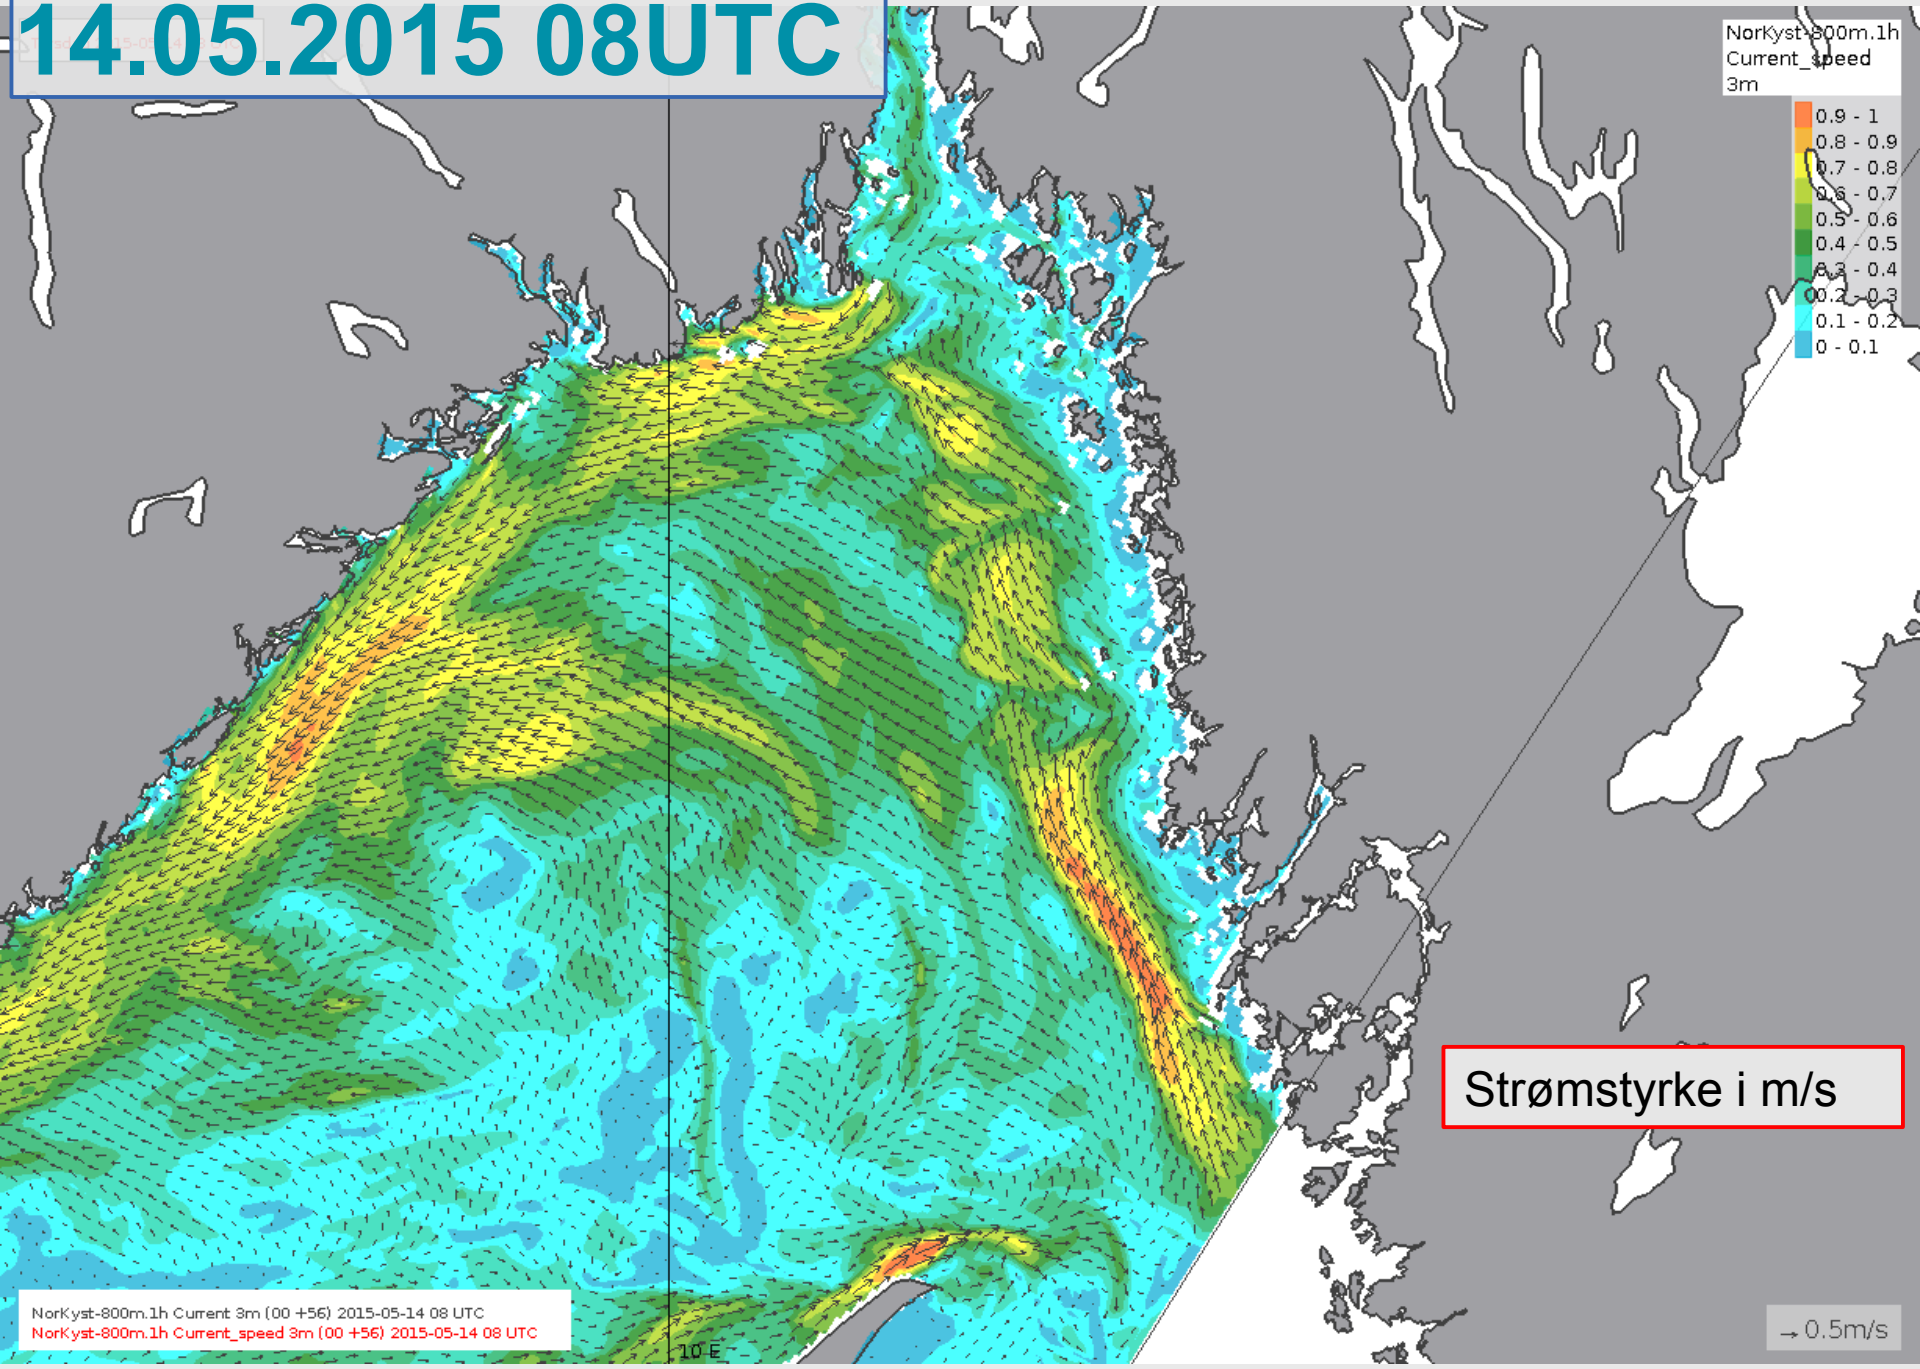 14.05.2015 08UTC
NorKyst-800m.1h
Current_speed
3m
0.9 - 1
0.8 - 0.9
0.7 - 0.8
0.6 - 0.7
0.5 - 0.6
0.4 - 0.5
0.3 - 0.4
0.2 - 0.3
0.1 - 0.2
0 - 0.1
Strømstyrke i m/s
NorKyst-800m.1h Current 3m (00 +56) 2015-05-14 08 UTC
NorKyst-800m.1h Current_speed 3m (00 +56) 2015-05-14 08 UTC
→ 0.5m/s
10 E